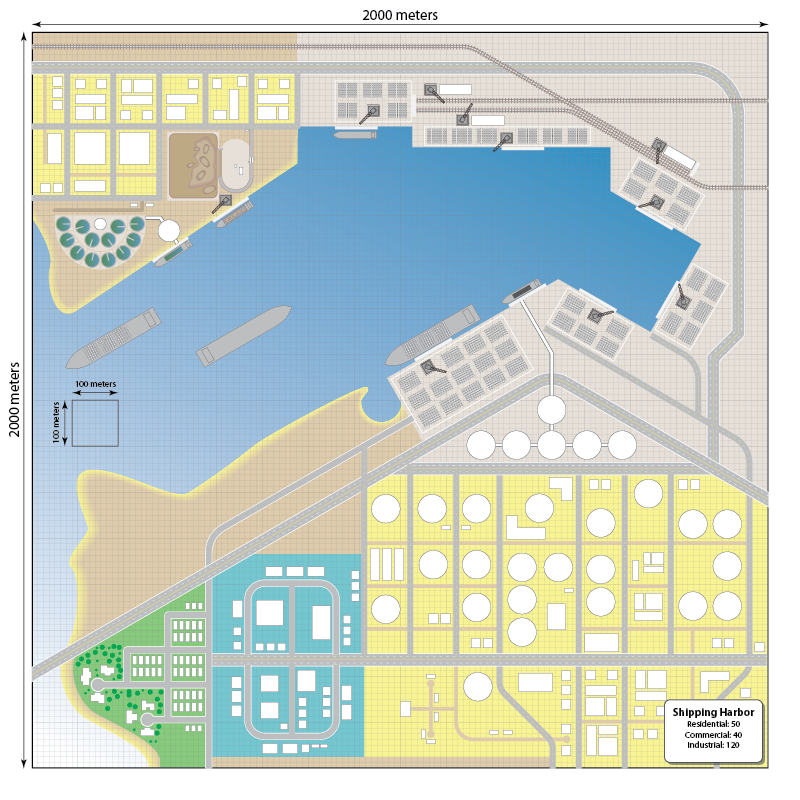 2000 meters
2000 meters
100 meters
100 meters
Shipping Harbor
Residential: 50
Commercial: 40
Industrial: 120